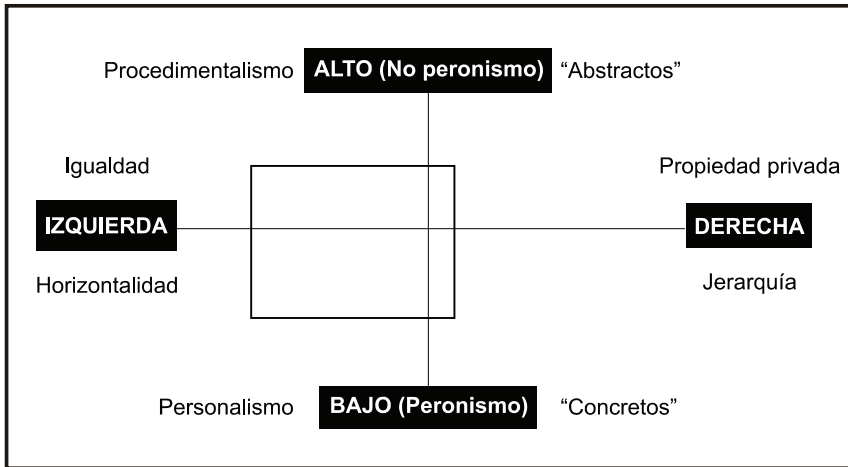 Procedimentalismo ALTO (No peronismo) “Abstractos”
Igualdad Propiedad privada
IZQUIERDA DERECHA
Horizontalidad Jerarquía
Personalismo BAJO (Peronismo) “Concretos”